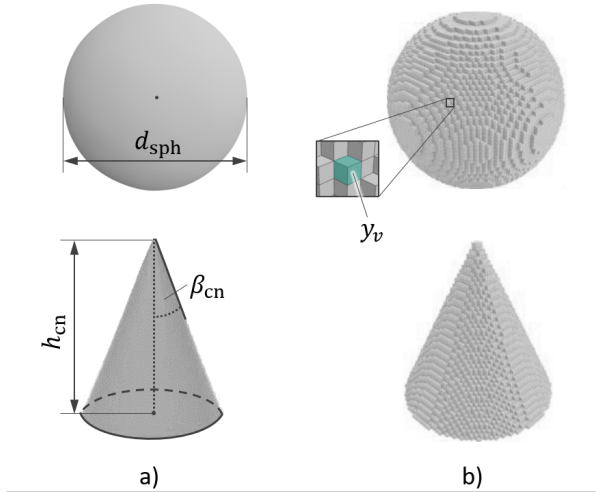 d_sph
y_v
β_cn
h_cn
a) b)